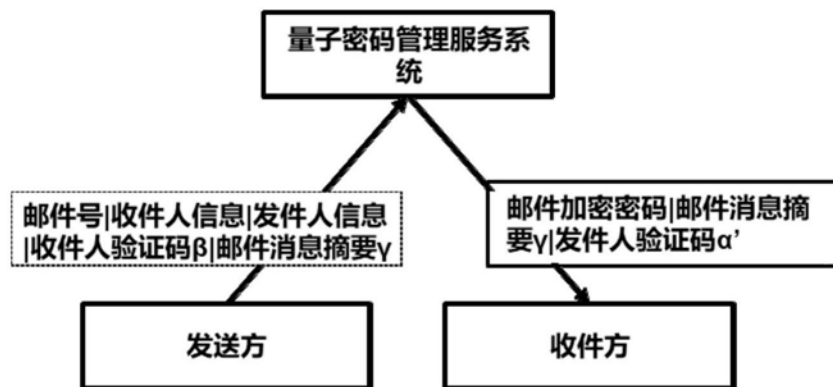 量子密码管理服务系
统
邮件号|收件人信息|发件人信息
|收件人验证码β|邮件消息摘要γ
邮件加密密码|邮件消息摘
要γ|发件人验证码α’
发送方
收件方